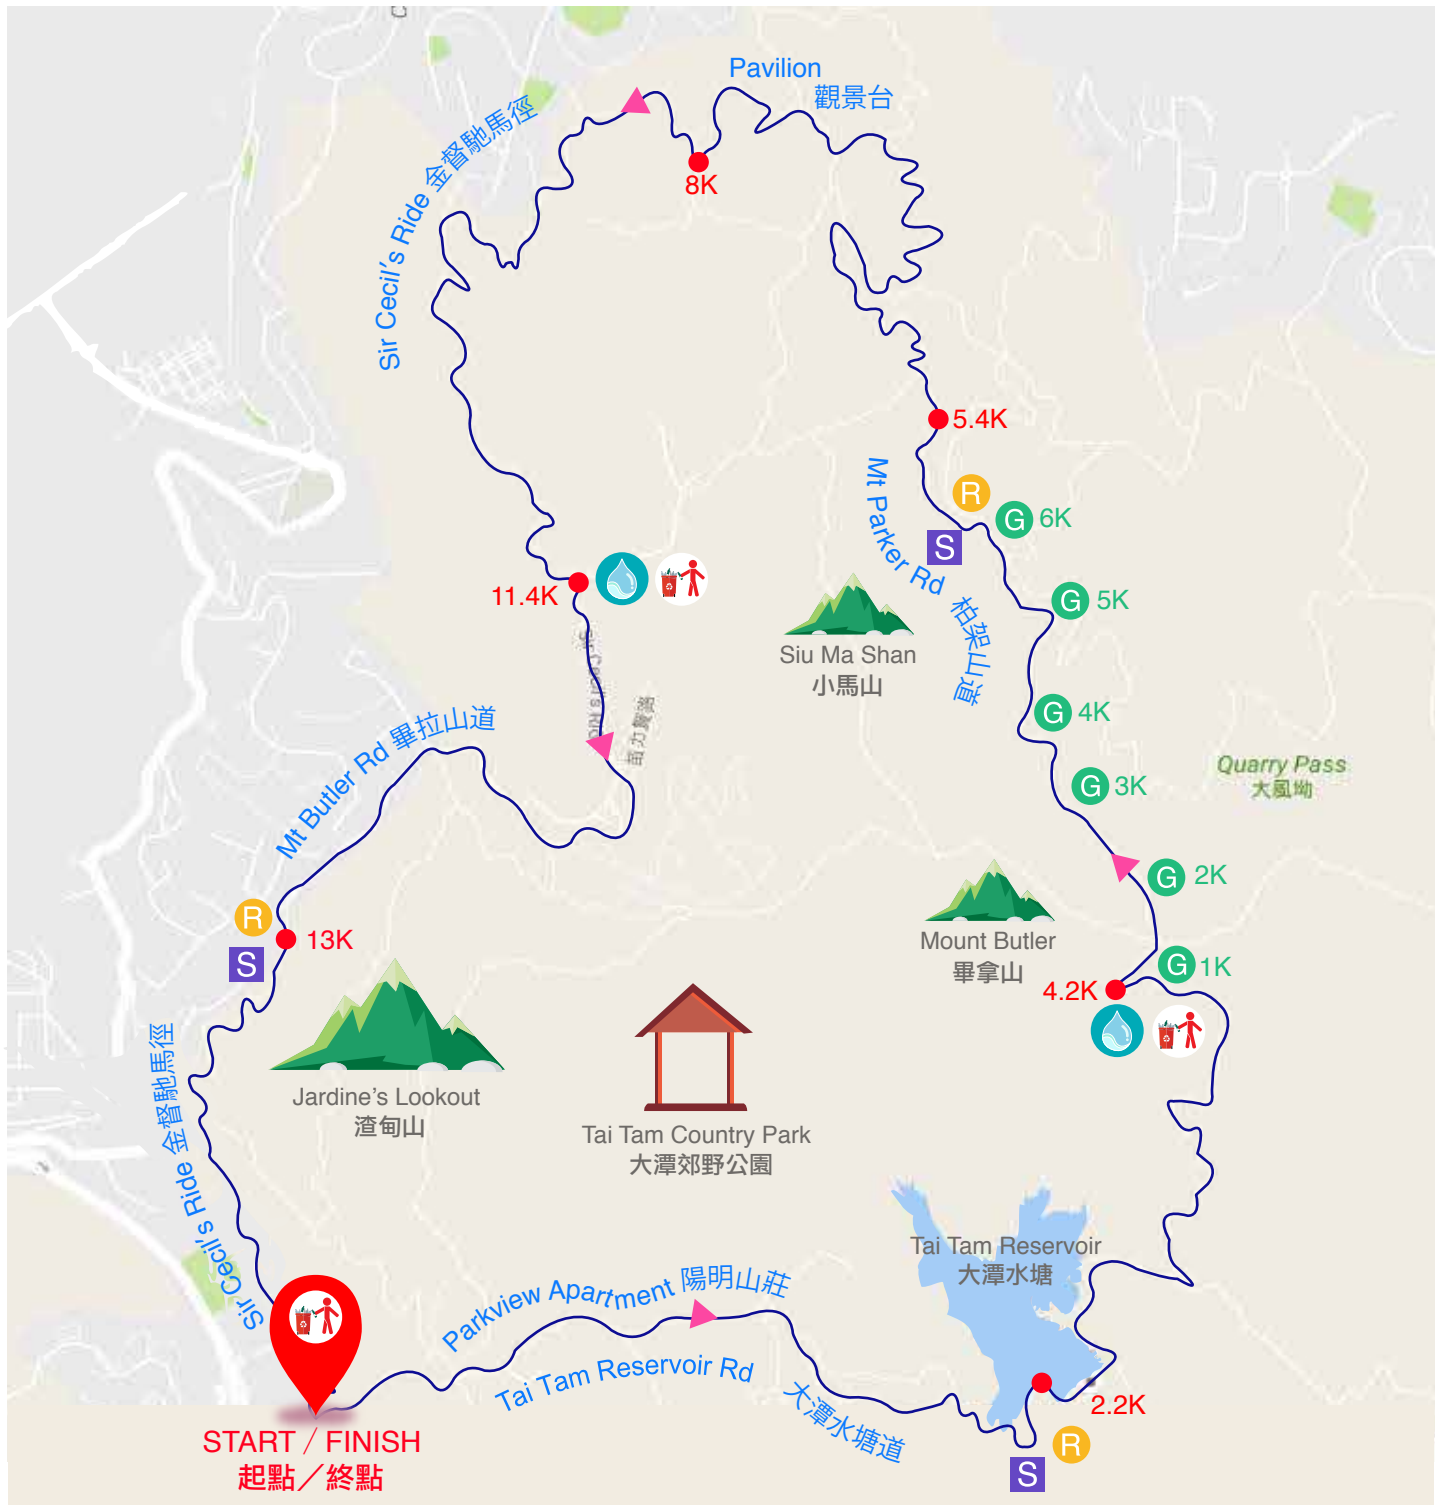 Pavilion
觀景台
Sir Cecil's Ride 金督馳馬徑
8K
5.4K
R
G 6K
S
Mt Parker Rd 柏架山道
G 5K
11.4K
Siu Ma Shan
小馬山
Sir Cecil's Ride
G 4K
Mt Butler Rd 畢拉山道
Quarry Pass
大風坳
G 3K
G 2K
R
13K
S
Mount Butler
畢拿山
G 1K
4.2K
Jardine's Lookout
渣甸山
Tai Tam Country Park
大潭郊野公園
Sir Cecil's Ride 金督馳馬徑
Tai Tam Reservoir
大潭水塘
Parkview Apartment 陽明山莊
Tai Tam Reservoir Rd 大潭水塘道
2.2K
R
S
START / FINISH
起點／終點